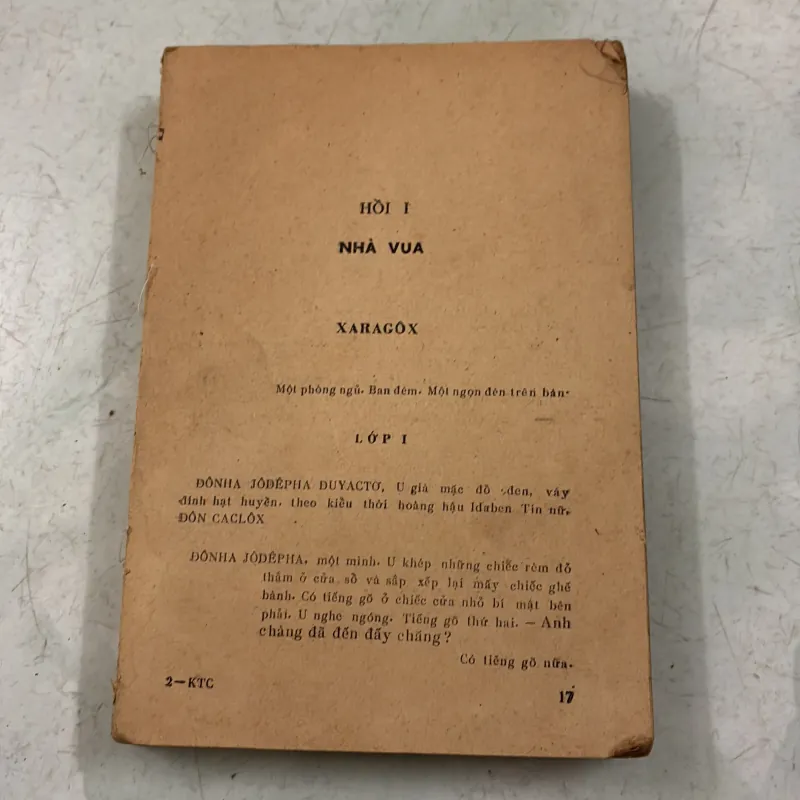 HỒI I
NHÀ VUA
XARAGÔX
Một phòng ngủ. Ban đêm. Một ngọn đèn trên bàn.
LỚP I
ĐÔNHA JÔDÊPHA ĐUYACTƠ, U già mặc đồ đen, váy
đính hạt huyền, theo kiểu thời hoàng hậu Idaben Tín nữ.
ĐÔN CACLÔX
ĐÔNHA JÔDÊPHA, một mình. U khép những chiếc rèm đỏ
thắm ở cửa sổ và sắp xếp lại mấy chiếc ghế
bành. Có tiếng gõ ở chiếc cửa nhỏ bí mật bên
phải. U nghe ngóng. Tiếng gõ thứ hai. — Anh
chàng đã đến đấy chăng?
Có tiếng gõ nữa.
2—KTC
17